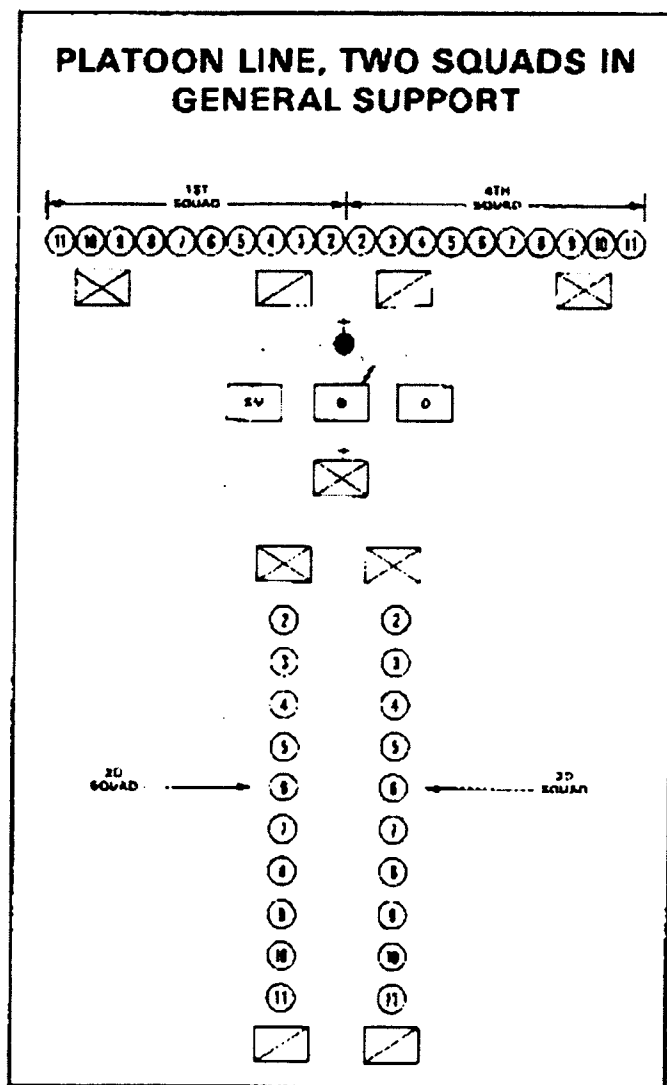 PLATOON LINE, TWO SQUADS IN
GENERAL SUPPORT
1ST
SQUAD
4TH
SQUAD
11 10 9 8 7 6 5 4 3 2 2 3 4 5 6 7 8 9 10 11
D
2 2
3 3
4 4
5 5
2D
SQUAD
6 6
3D
SQUAD
7 7
8 8
9 9
10 10
11 11